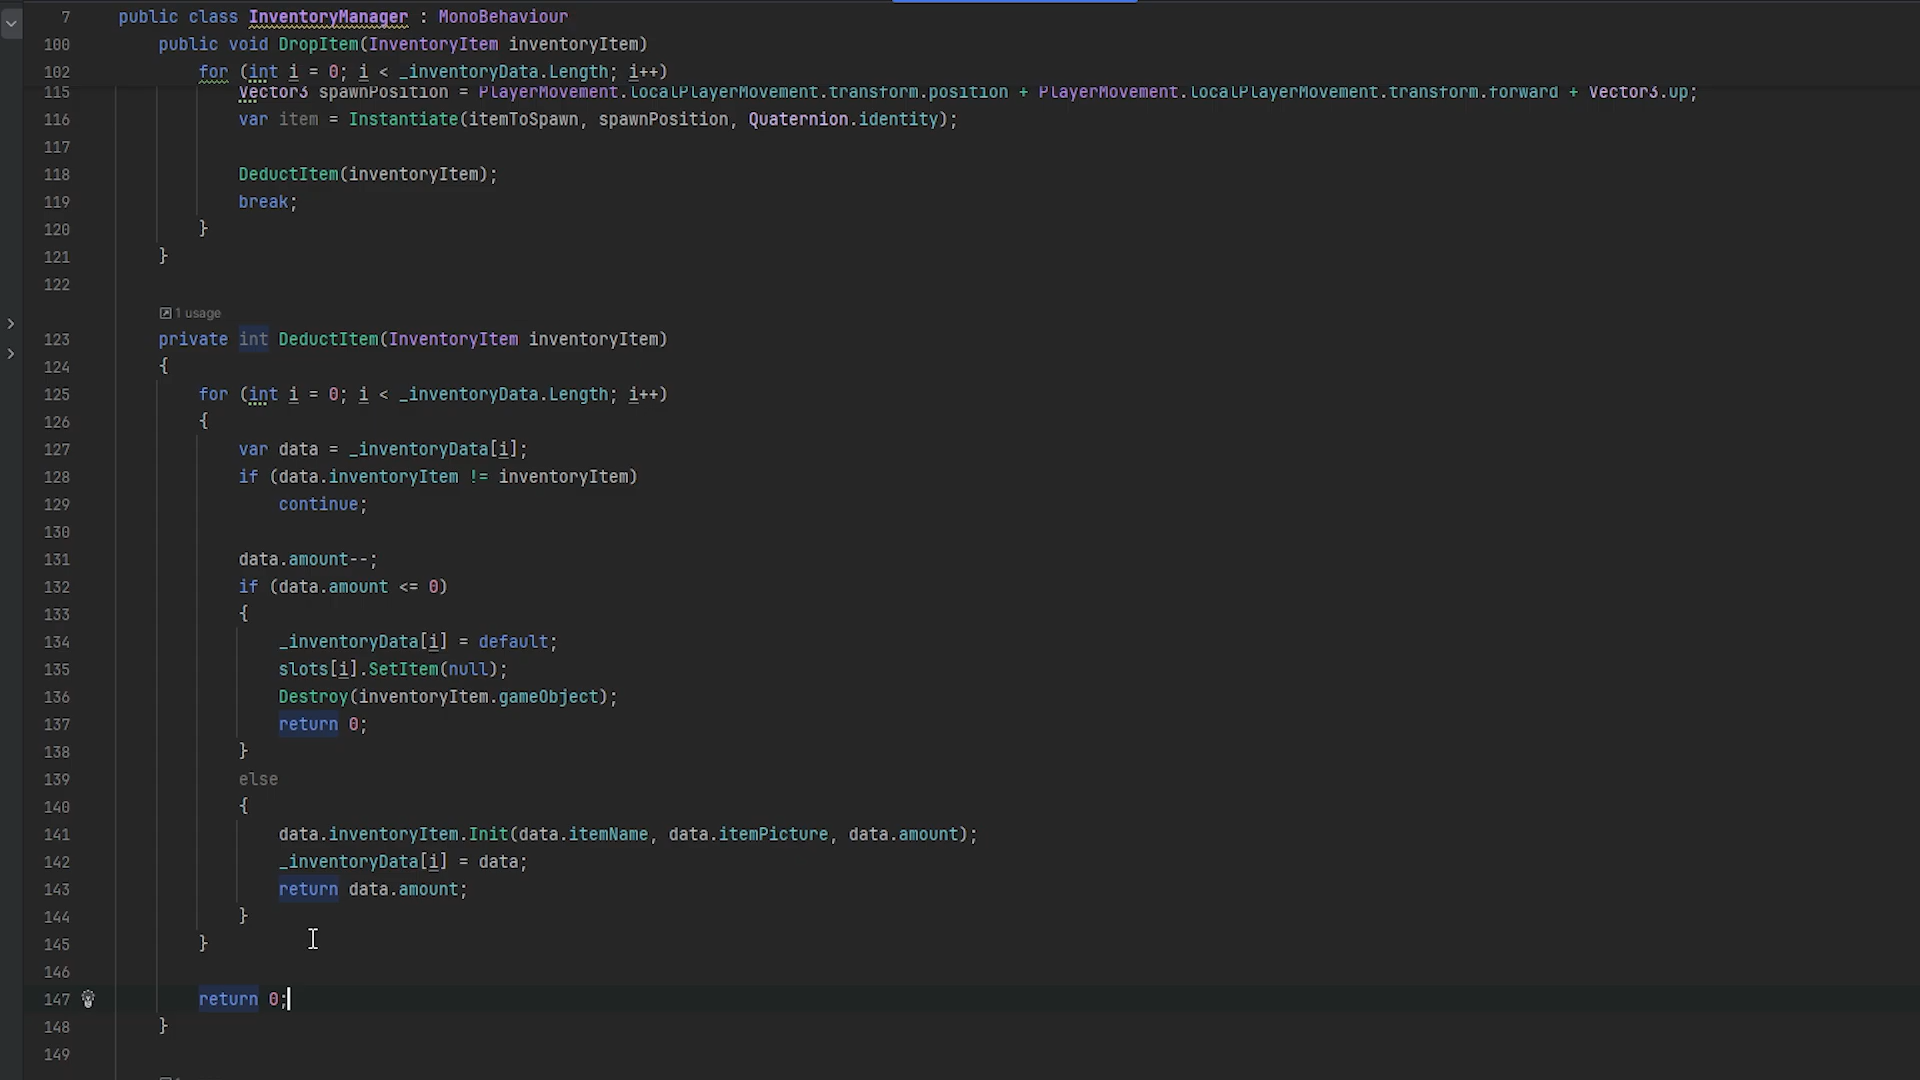 7 public class InventoryManager : MonoBehaviour
100 public void DropItem(InventoryItem inventoryItem)
102 for (int i = 0; i < _inventoryData.Length; i++)
115 Vector3 spawnPosition = PlayerMovement.localPlayerMovement.transform.position + PlayerMovement.localPlayerMovement.transform.forward + Vector3.up;
116 var item = Instantiate(itemToSpawn, spawnPosition, Quaternion.identity);
117
118 DeductItem(inventoryItem);
119 break;
120 }
121 }
122
1 usage
123 private int DeductItem(InventoryItem inventoryItem)
124 {
125 for (int i = 0; i < _inventoryData.Length; i++)
126 {
127 var data = _inventoryData[i];
128 if (data.inventoryItem != inventoryItem)
129 continue;
130
131 data.amount--;
132 if (data.amount <= 0)
133 {
134 _inventoryData[i] = default;
135 slots[i].SetItem(null);
136 Destroy(inventoryItem.gameObject);
137 return 0;
138 }
139 else
140 {
141 data.inventoryItem.Init(data.itemName, data.itemPicture, data.amount);
142 _inventoryData[i] = data;
143 return data.amount;
144 }
145 }
146
147 return 0;
148 }
149